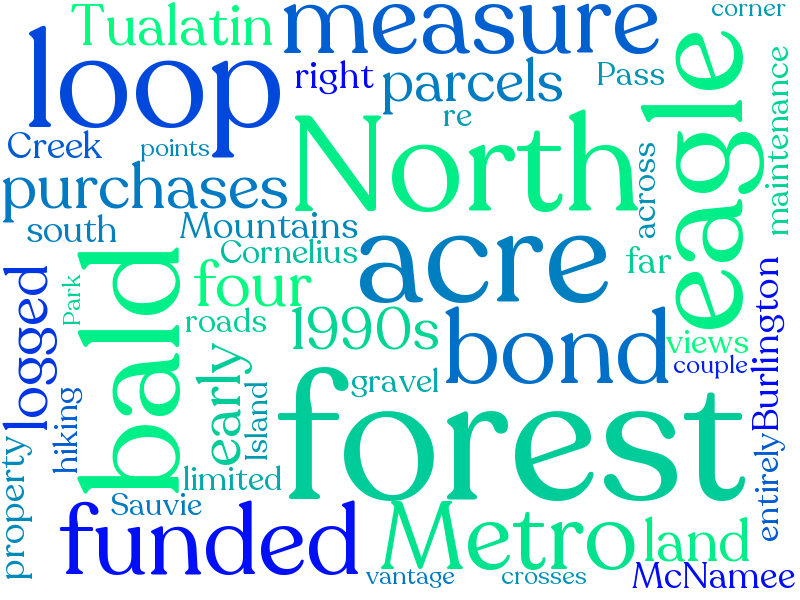 Tualatin
measure
corner
loop
right
parcels
Pass
eagle
maintenance
re
Creek
points
North
across
purchases
south
Mountains
Cornelius
acre
far
bald
four
logged
Park
roads
1990s
bond
views
couple
Burlington
early
gravel
Island
hiking
forest
property
limited
entirely
Sauvie
funded
Metro
land
vantage
crosses
McNamee